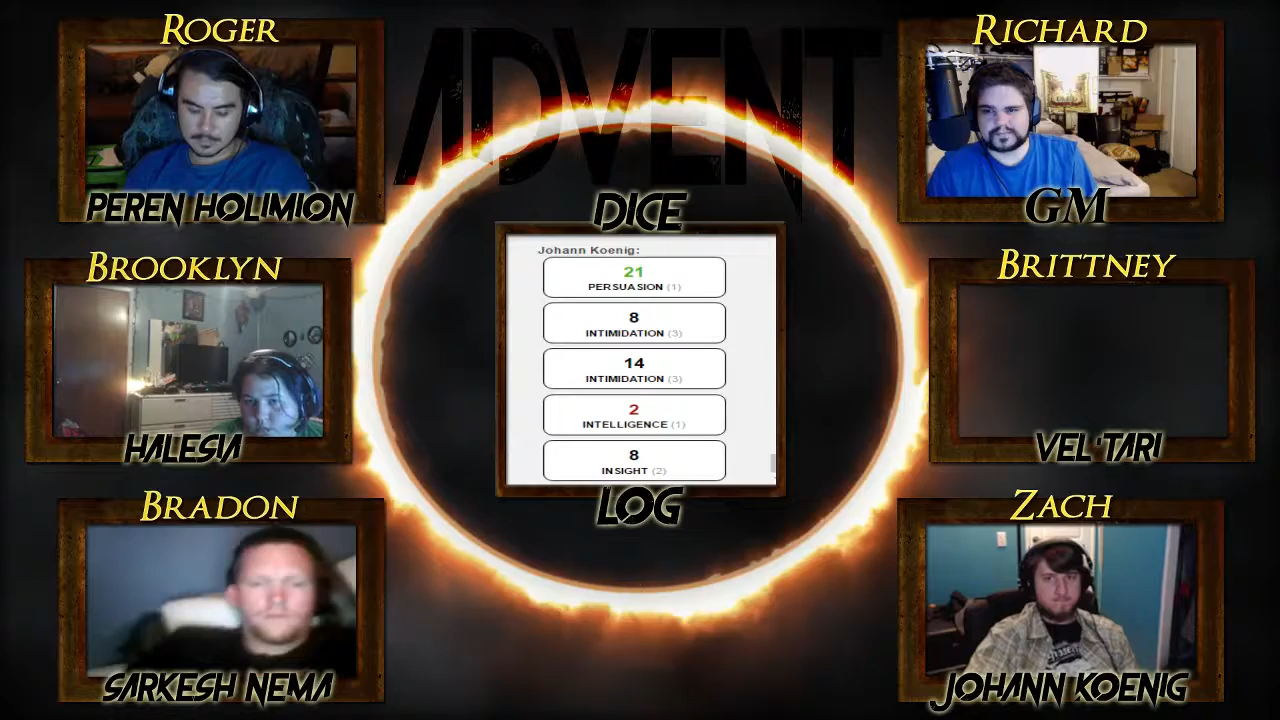 ADVENT
ROGER
PEREN HOLIMION
RICHARD
GM
DICE
Johann Koenig:
21
PERSUASION (1)
8
INTIMIDATION (3)
14
INTIMIDATION (3)
2
INTELLIGENCE (1)
8
INSIGHT (2)
LOG
BROOKLYN
HALESIA
BRITTNEY
VEL'TARI
BRADON
SARKESH NEMA
ZACH
JOHANN KOENIG